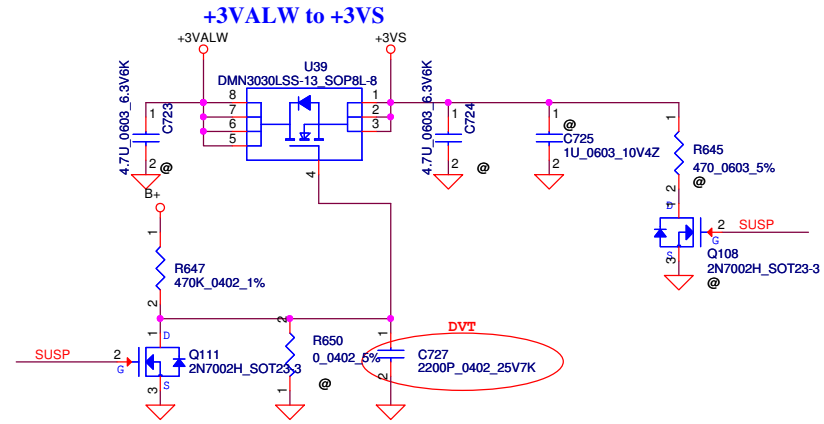 +3VALW to +3VS
+3VALW
+3VS
U39
DMN3030LSS-13_SOP8L-8
8
7
6
5
1
2
3
4
4.7U_0603_6.3V6K
1
C723
2
@
4.7U_0603_6.3V6K
1
C724
2
@
1
@
C725
1U_0603_10V4Z
2
1
R645
470_0603_5%
@
2
1
D
2
SUSP
G
S
3
Q108
2N7002H_SOT23-3
@
B+
1
R647
470K_0402_1%
2
SUSP
2
G
1
D
S
3
Q111
2N7002H_SOT23-3
2
R650
0_0402_5%
@
1
DVT
1
C727
2200P_0402_25V7K
2